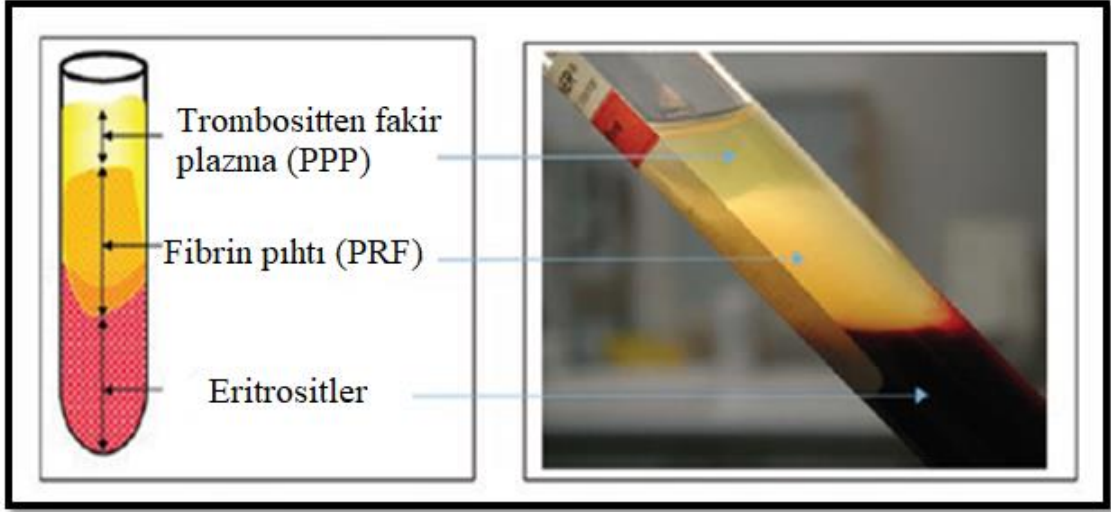 Trombositten fakir
plazma (PPP)
Fibrin pıhtı (PRF)
Eritrositler